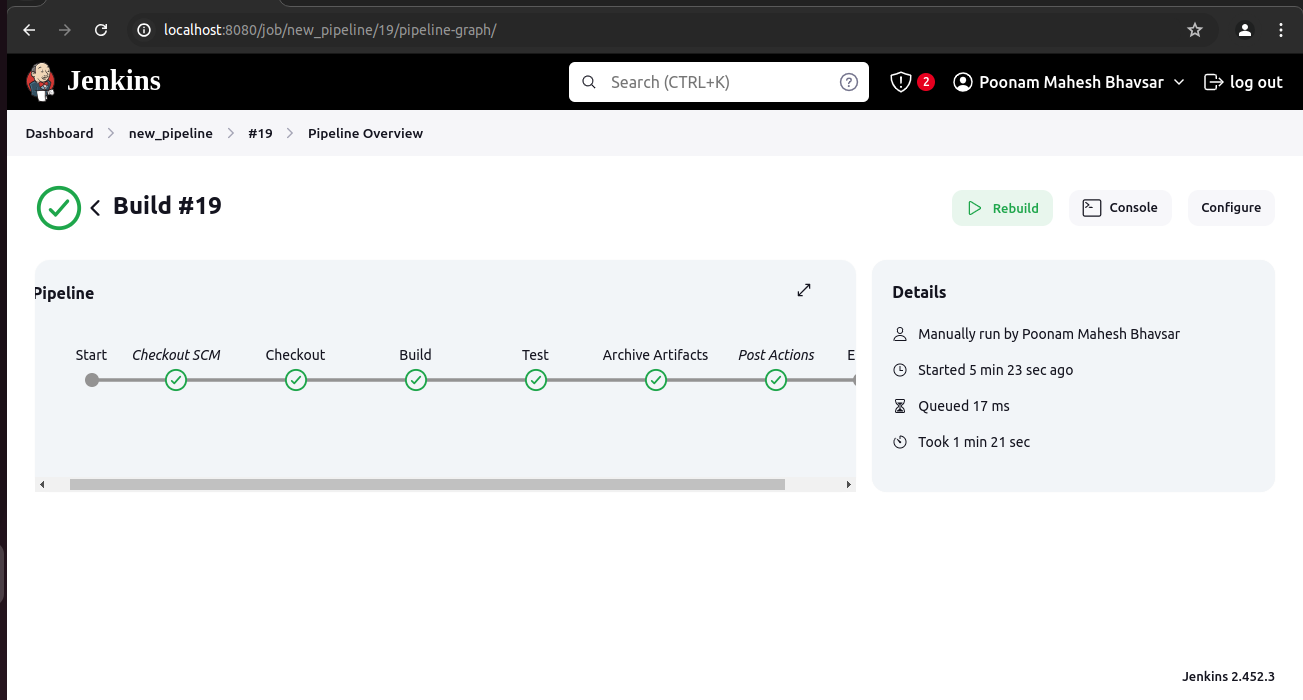 localhost:8080/job/new_pipeline/19/pipeline-graph/
Jenkins
Search (CTRL+K)
?
2
Poonam Mahesh Bhavsar
log out
Dashboard
new_pipeline
#19
Pipeline Overview
Build #19
Rebuild
Console
Configure
Pipeline
Start
Checkout SCM
Checkout
Build
Test
Archive Artifacts
Post Actions
E
Details
Manually run by Poonam Mahesh Bhavsar
Started 5 min 23 sec ago
Queued 17 ms
Took 1 min 21 sec
Jenkins 2.452.3